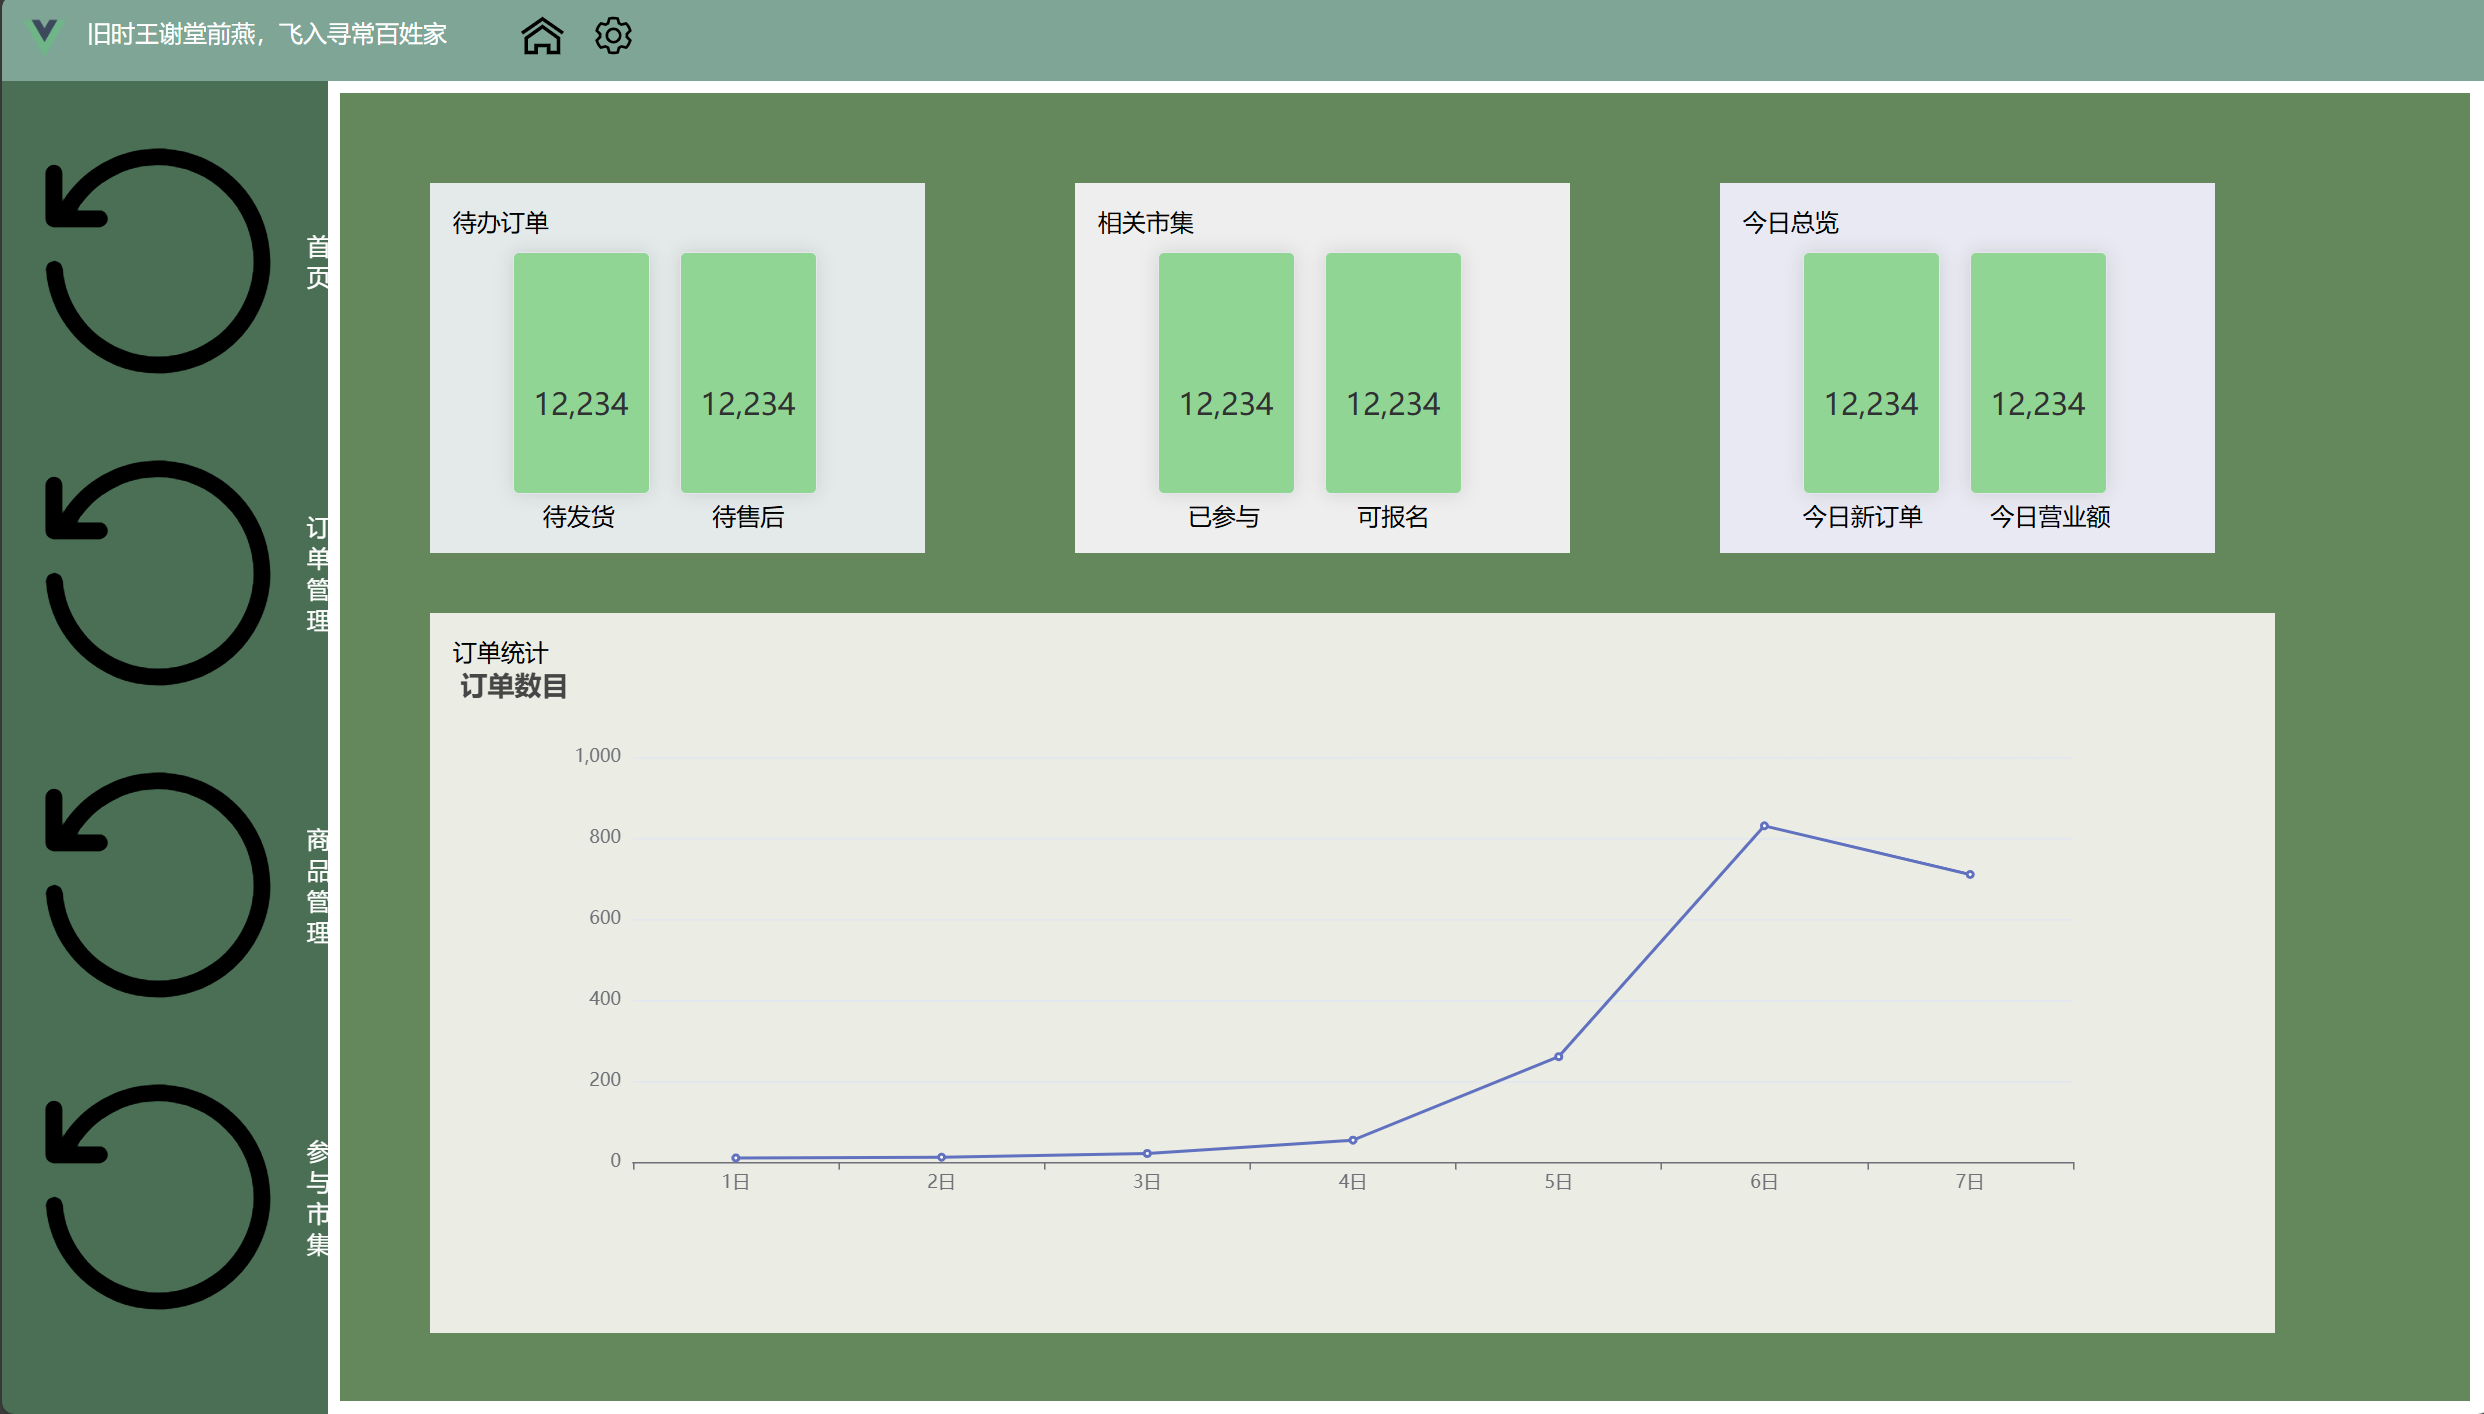 旧时王谢堂前燕，飞入寻常百姓家
首
页
订
单
管
理
商
品
管
理
参
与
市
集
待办订单
12,234
12,234
待发货
待售后
相关市集
12,234
12,234
已参与
可报名
今日总览
12,234
12,234
今日新订单
今日营业额
订单统计
订单数目
1,000
800
600
400
200
0
1日
2日
3日
4日
5日
6日
7日